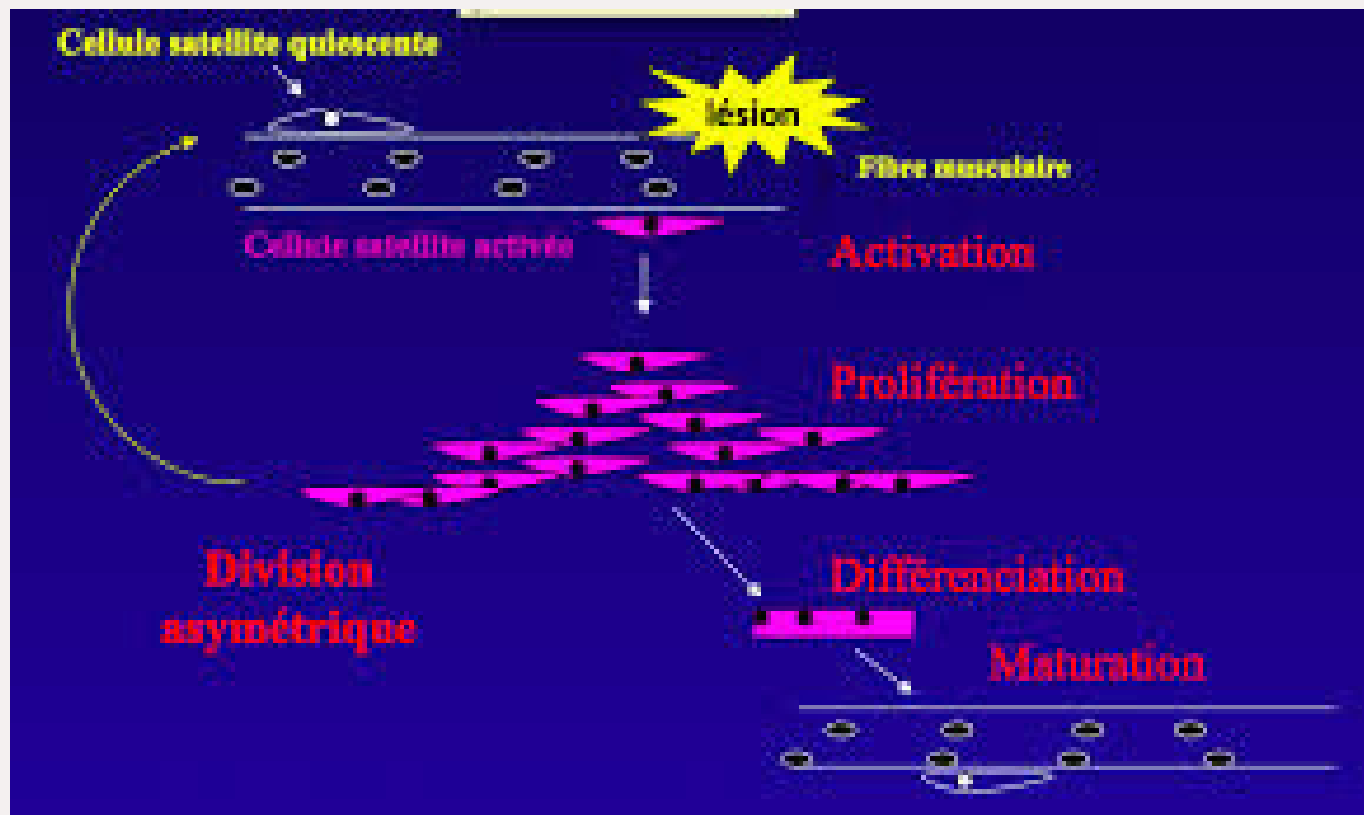 Cellule satellite quiescente
lésion
Fibre musculaire
Cellule satellite activée
Activation
Prolifération
Division
asymétrique
Différenciation
Maturation